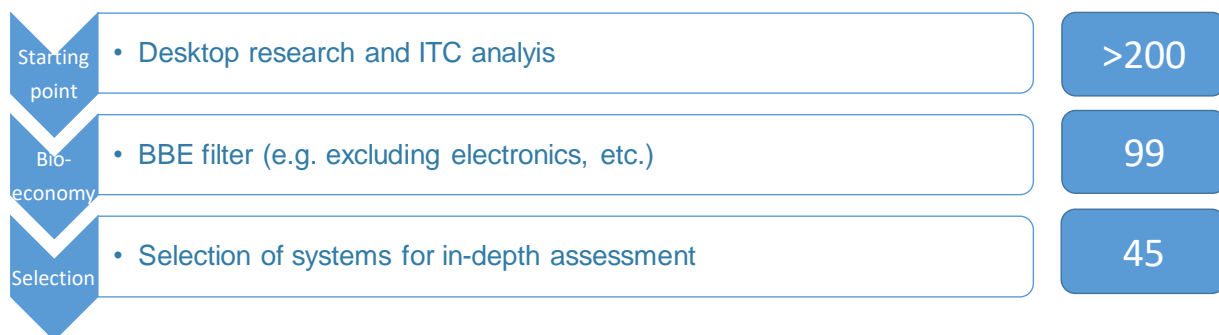 Starting
point
• Desktop research and ITC analyis
>200
Bio-
economy
• BBE filter (e.g. excluding electronics, etc.)
99
Selection
• Selection of systems for in-depth assessment
45